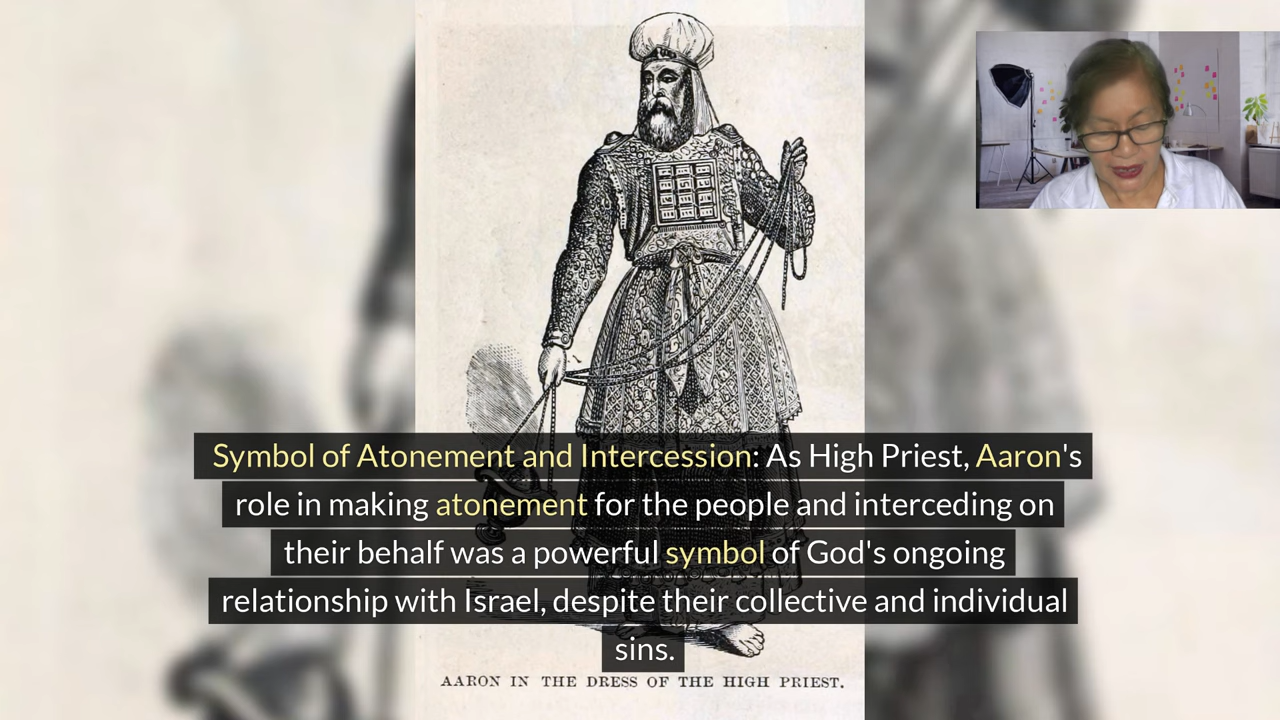 Symbol of Atonement and Intercession: As High Priest, Aaron's
role in making atonement for the people and interceding on
their behalf was a powerful symbol of God's ongoing
relationship with Israel, despite their collective and individual
sins.
AARON IN THE DRESS OF THE HIGH PRIEST.